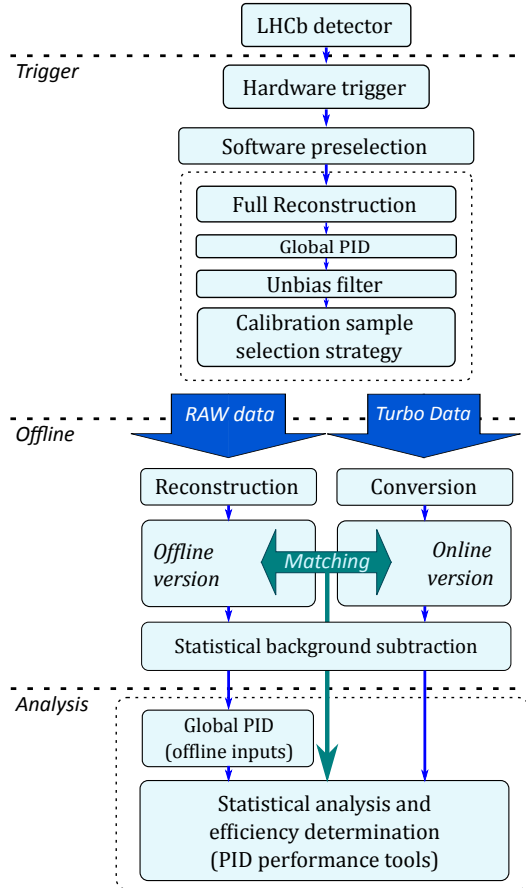 LHCb detector
Trigger
Hardware trigger
Software preselection
Full Reconstruction
Global PID
Unbias filter
Calibration sample
selection strategy
RAW data
Turbo Data
Offline
Reconstruction
Conversion
Offline
version
Matching
Online
version
Statistical background subtraction
Analysis
Global PID
(offline inputs)
Statistical analysis and
efficiency determination
(PID performance tools)